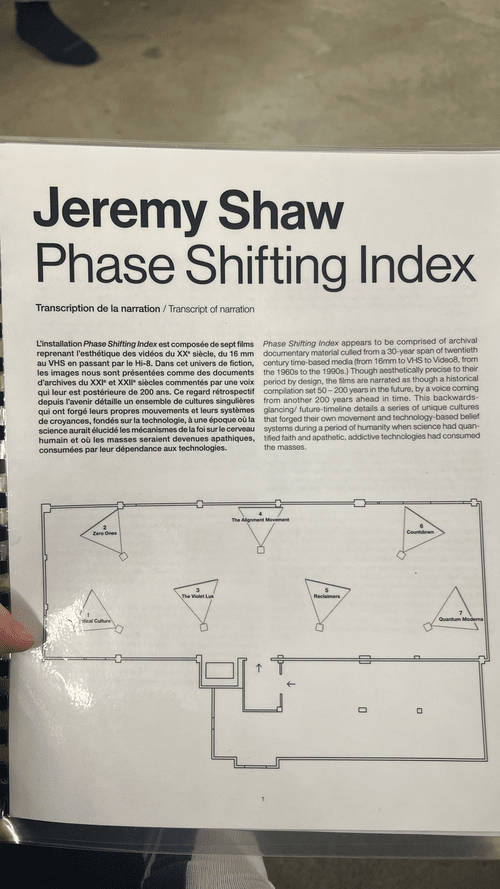 Jeremy Shaw
Phase Shifting Index
Transcription de la narration / Transcript of narration
L'installation Phase Shifting Index est composée de sept films
reprenant l'esthétique des vidéos du XXe siècle, du 16 mm
au VHS en passant par le Hi-8. Dans cet univers de fiction,
les images nous sont présentées comme des documents
d'archives du XXIe et XXIIe siècles commentés par une voix
qui leur est postérieure de 200 ans. Ce regard rétrospectif
depuis l'avenir détaille un ensemble de cultures singulières
qui ont forgé leurs propres mouvements et leurs systèmes
de croyances, fondés sur la technologie, à une époque où la
science aurait élucidé les mécanismes de la foi sur le cerveau
humain et où les masses seraient devenues apathiques,
consumées par leur dépendance aux technologies.
Phase Shifting Index appears to be comprised of archival
documentary material culled from a 30-year span of twentieth
century time-based media (from 16mm to VHS to Video8, from
the 1960s to the 1990s.) Though aesthetically precise to their
period by design, the films are narrated as though a historical
compilation set 50 – 200 years in the future, by a voice coming
from another 200 years ahead in time. This backwards-
glancing/ future-timeline details a series of unique cultures
that forged their own movement and technology-based belief
systems during a period of humanity when science had quan-
tified faith and apathetic, addictive technologies had consumed
the masses.
4
The Alignment Movement
2
Zero Ones
6
Countdown
3
The Violet Lux
5
Reclaimers
1
Culture
7
Quantum Moderns
1